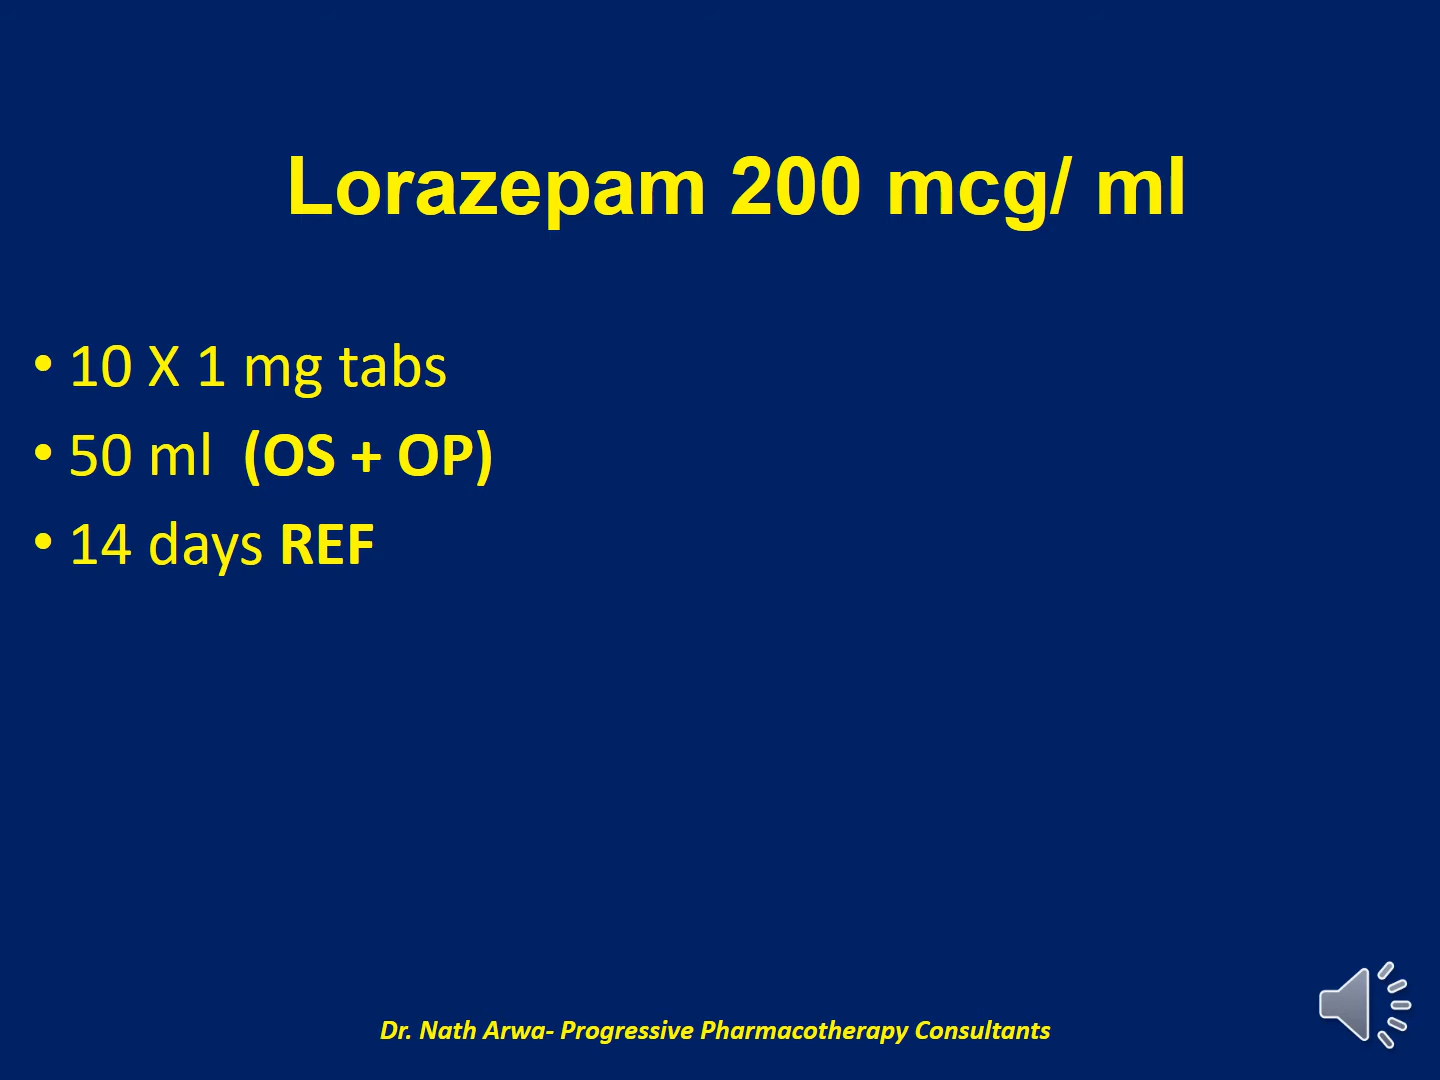 Lorazepam 200 mcg/ ml
• 10 X 1 mg tabs
• 50 ml (OS + OP)
• 14 days REF
Dr. Nath Arwa- Progressive Pharmacotherapy Consultants